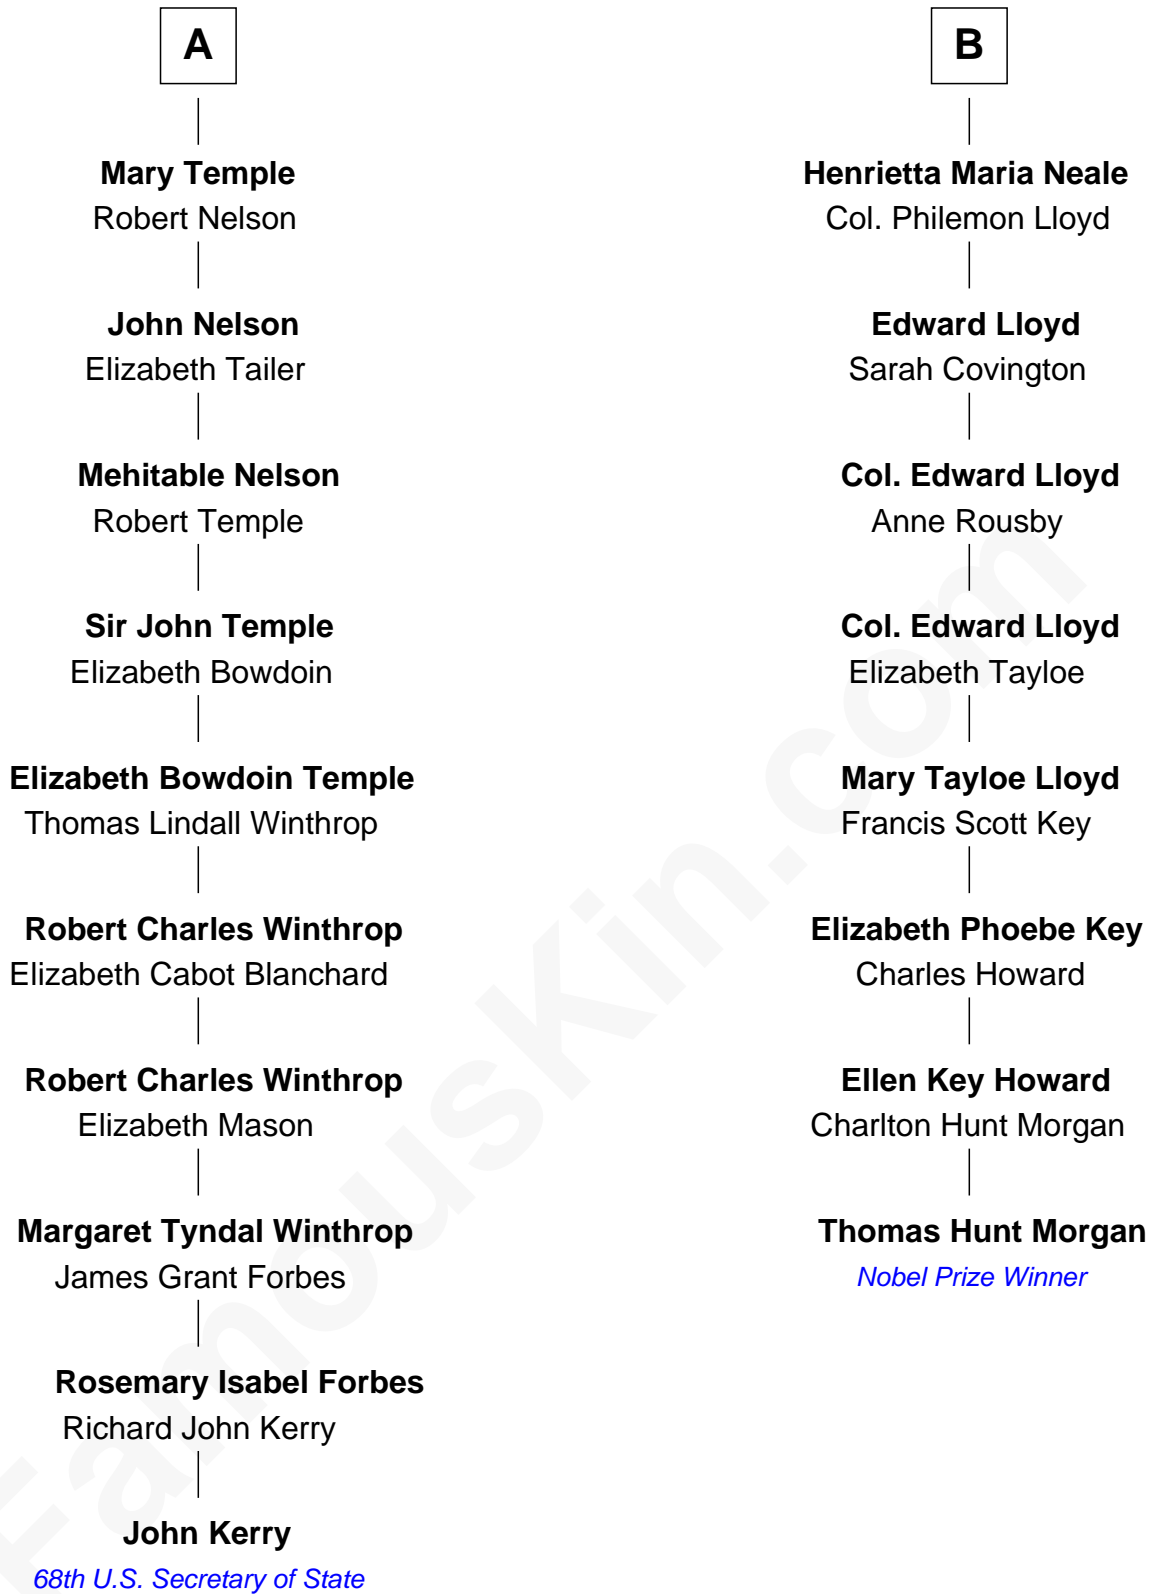 A
Mary Temple
Robert Nelson
John Nelson
Elizabeth Tailer
Mehitable Nelson
Robert Temple
Sir John Temple
Elizabeth Bowdoin
Elizabeth Bowdoin Temple
Thomas Lindall Winthrop
Robert Charles Winthrop
Elizabeth Cabot Blanchard
Robert Charles Winthrop
Elizabeth Mason
Margaret Tyndal Winthrop
James Grant Forbes
Rosemary Isabel Forbes
Richard John Kerry
John Kerry
68th U.S. Secretary of State
B
Henrietta Maria Neale
Col. Philemon Lloyd
Edward Lloyd
Sarah Covington
Col. Edward Lloyd
Anne Rousby
Col. Edward Lloyd
Elizabeth Tayloe
Mary Tayloe Lloyd
Francis Scott Key
Elizabeth Phoebe Key
Charles Howard
Ellen Key Howard
Charlton Hunt Morgan
Thomas Hunt Morgan
Nobel Prize Winner
FamousKin.com